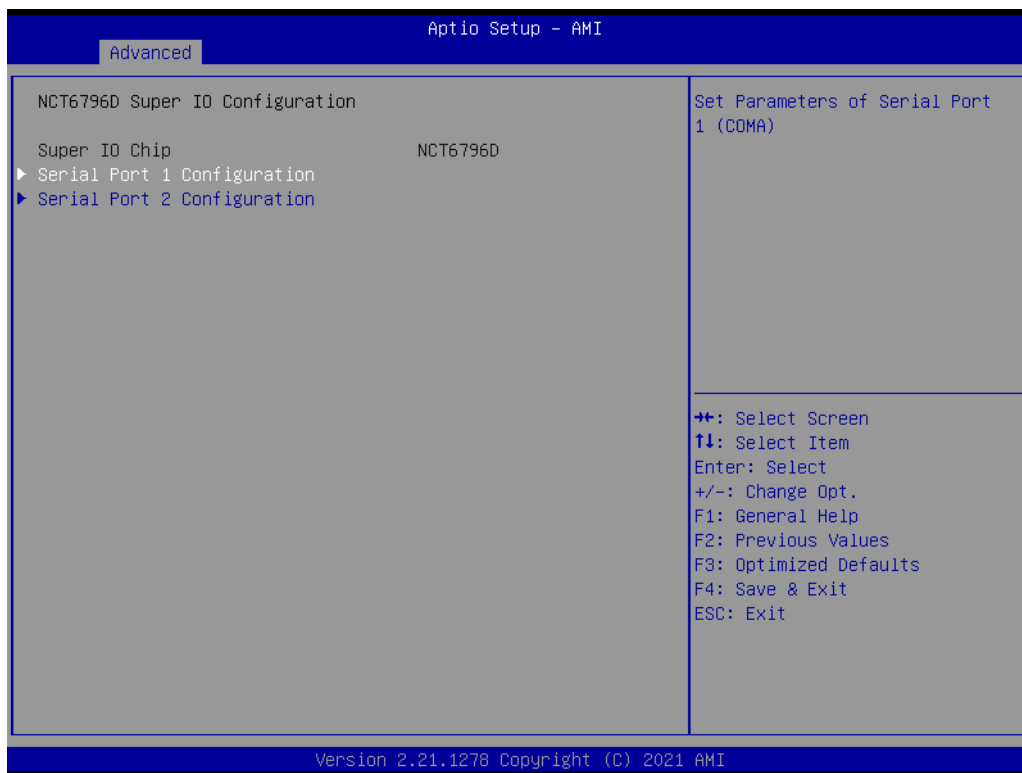 Aptio Setup – AMI
Advanced
NCT6796D Super IO Configuration
Super IO Chip NCT6796D
▶ Serial Port 1 Configuration
▶ Serial Port 2 Configuration
Set Parameters of Serial Port
1 (COMA)
→←: Select Screen
↑↓: Select Item
Enter: Select
+/-: Change Opt.
F1: General Help
F2: Previous Values
F3: Optimized Defaults
F4: Save & Exit
ESC: Exit
Version 2.21.1278 Copyright (C) 2021 AMI